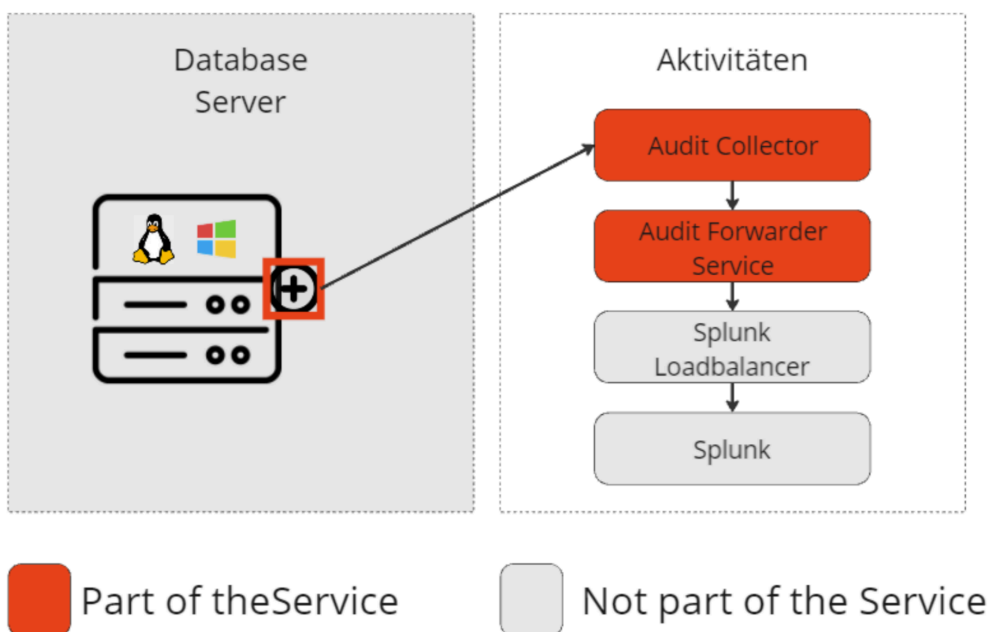 Database
Server
Aktivitäten
Audit Collector
Audit Forwarder
Service
Splunk
Loadbalancer
Splunk
Part of theService
Not part of the Service